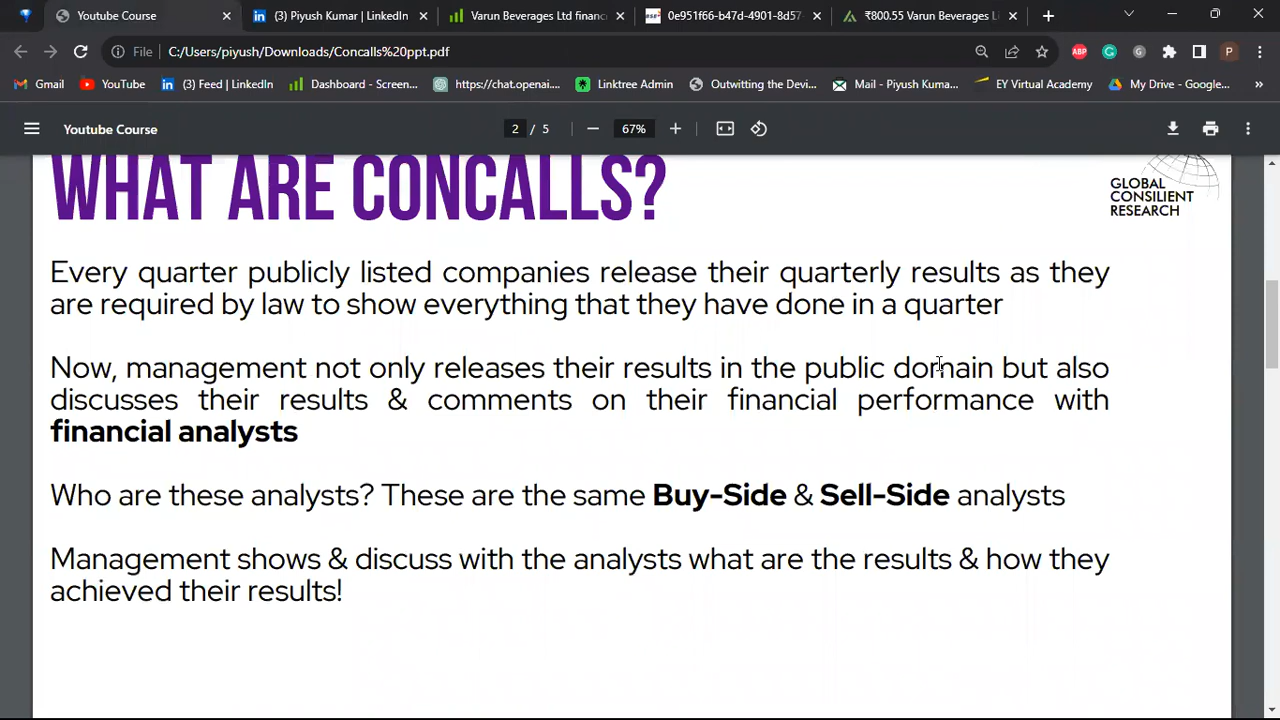 Youtube Course
(3) Piyush Kumar | LinkedIn
Varun Beverages Ltd financ
0e951f66-b47d-4901-8d57-
₹800.55 Varun Beverages L
File
C:/Users/piyush/Downloads/Concalls%20ppt.pdf
ABP
P
Gmail
YouTube
(3) Feed | LinkedIn
Dashboard - Screen...
https://chat.openai....
Linktree Admin
Outwitting the Devi...
Mail - Piyush Kuma...
EY Virtual Academy
My Drive - Google...
Youtube Course
2 / 5
67%
WHAT ARE CONCALLS?
GLOBAL
CONSILIENT
RESEARCH
Every quarter publicly listed companies release their quarterly results as they
are required by law to show everything that they have done in a quarter
Now, management not only releases their results in the public domain but also
discusses their results & comments on their financial performance with
financial analysts
Who are these analysts? These are the same Buy-Side & Sell-Side analysts
Management shows & discuss with the analysts what are the results & how they
achieved their results!